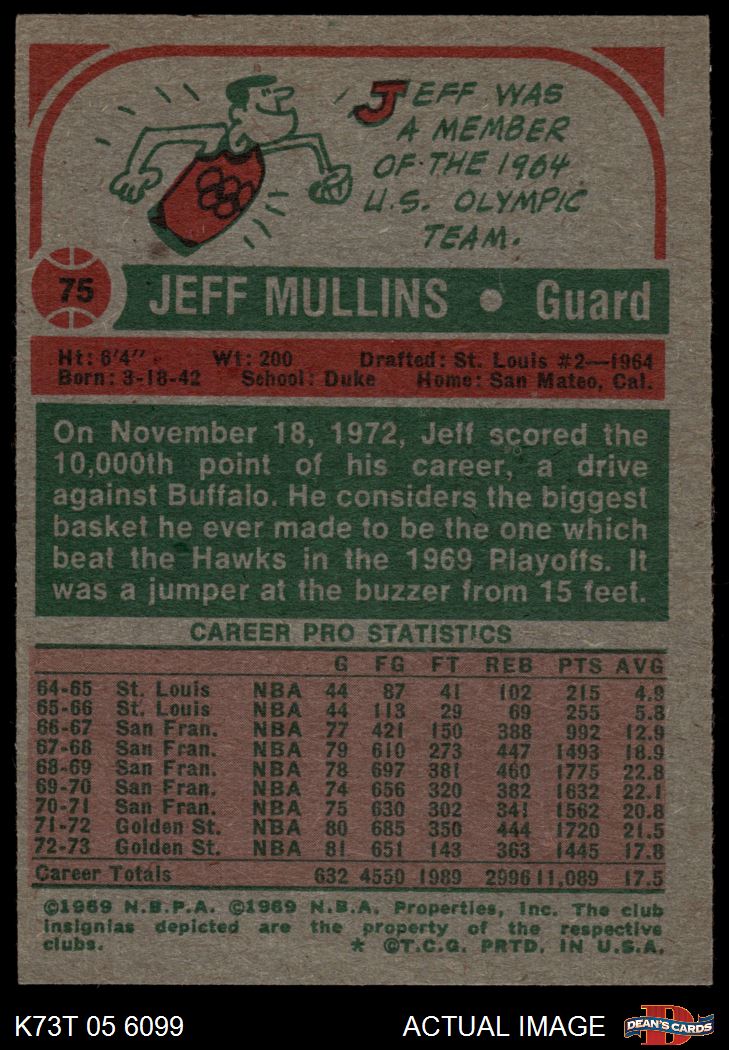 JEFF WAS
A MEMBER
OF THE 1964
U.S. OLYMPIC
TEAM.
75 JEFF MULLINS • Guard
Ht: 6'4" Wt: 200 Drafted: St. Louis #2—1964
Born: 3-18-42 School: Duke Home: San Mateo, Cal.
On November 18, 1972, Jeff scored the
10,000th point of his career, a drive
against Buffalo. He considers the biggest
basket he ever made to be the one which
beat the Hawks in the 1969 Playoffs. It
was a jumper at the buzzer from 15 feet.
CAREER PRO STATISTICS
G FG FT REB PTS AVG
64-65 St. Louis NBA 44 87 41 102 215 4.9
65-66 St. Louis NBA 44 113 29 69 255 5.8
66-67 San Fran. NBA 77 421 150 388 992 12.9
67-68 San Fran. NBA 79 610 273 447 1493 18.9
68-69 San Fran. NBA 78 697 381 460 1775 22.8
69-70 San Fran. NBA 74 656 320 382 1632 22.1
70-71 San Fran. NBA 75 630 302 341 1562 20.8
71-72 Golden St. NBA 80 685 350 444 1720 21.5
72-73 Golden St. NBA 81 651 143 363 1445 17.8
Career Totals 632 4550 1989 2996 11,089 17.5
©1969 N.B.P.A. ©1969 N.B.A. Properties, Inc. The club
insignias depicted are the property of the respective
clubs. * ©T.C.G. PRTD. IN U.S.A.
K73T 05 6099 ACTUAL IMAGE DEAN'S CARDS